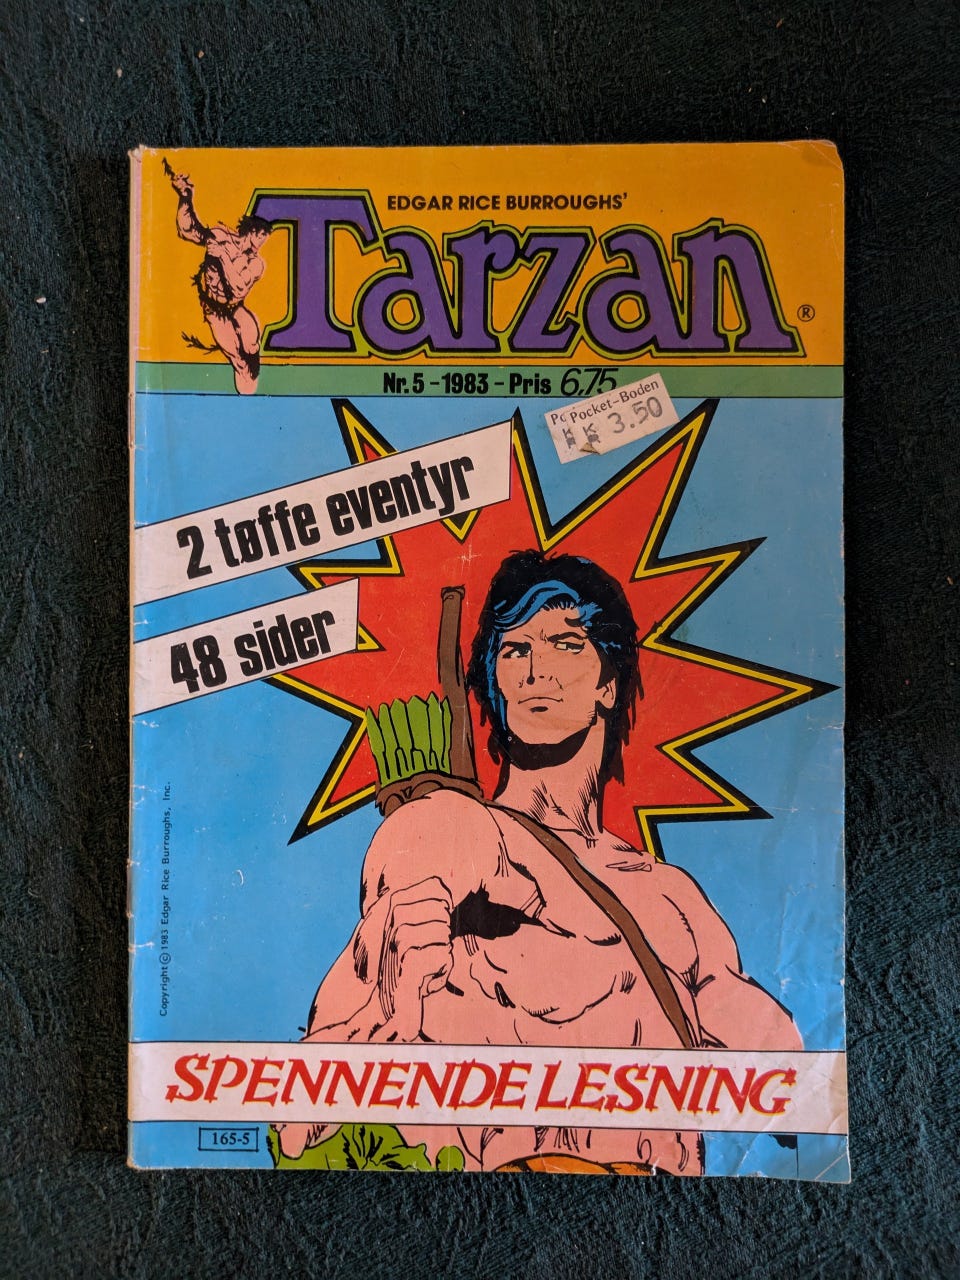 EDGAR RICE BURROUGHS'
Tarzan®
Nr. 5 - 1983 - Pris 6,75
Pocket-Boden
K 3.50
2 tøffe eventyr
48 sider
Copyright © 1983 Edgar Rice Burroughs, Inc.
SPENNENDE LESNING
165-5